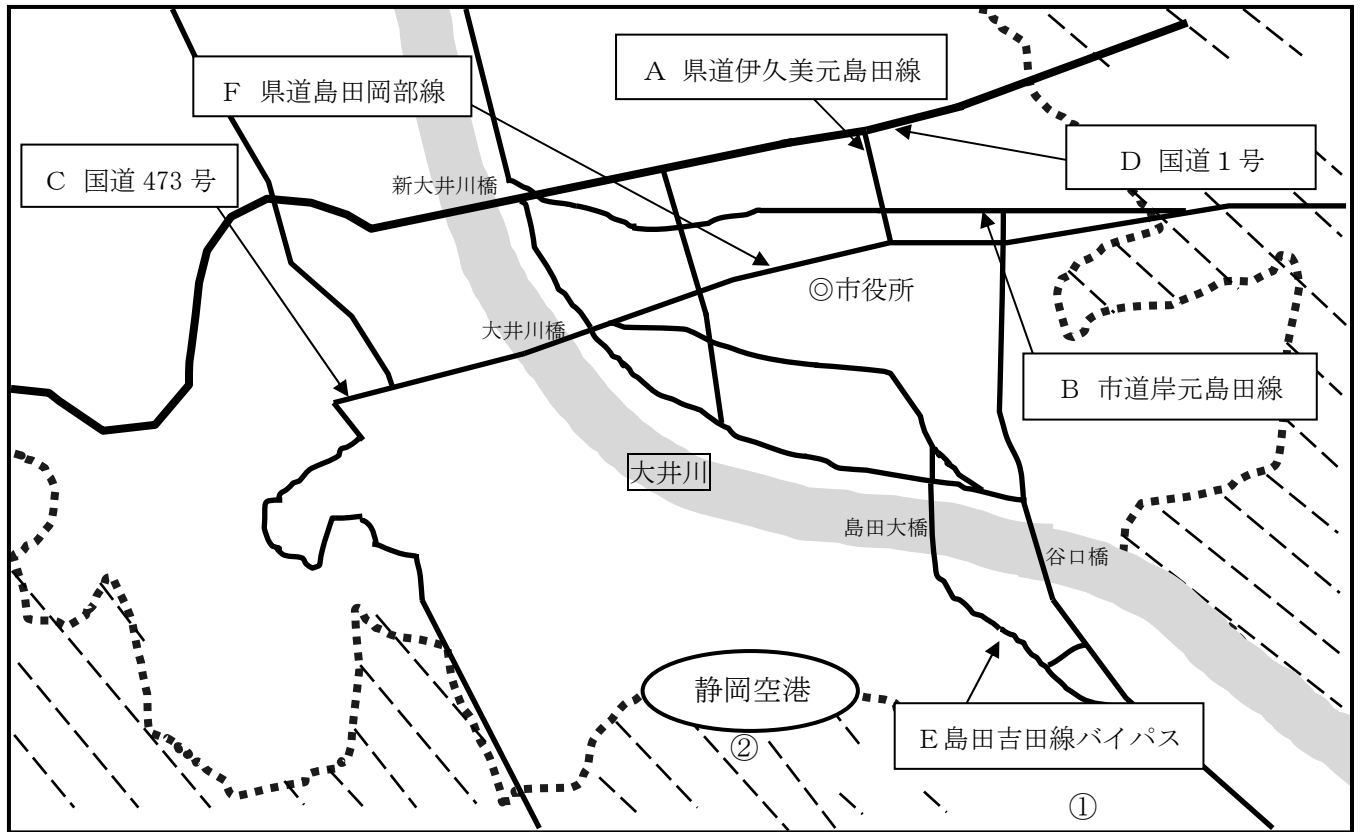 A 県道伊久美元島田線
F 県道島田岡部線
D 国道１号
C 国道 473 号
新大井川橋
◎市役所
大井川橋
B 市道岸元島田線
大井川
島田大橋
谷口橋
静岡空港
E島田吉田線バイパス
②
①